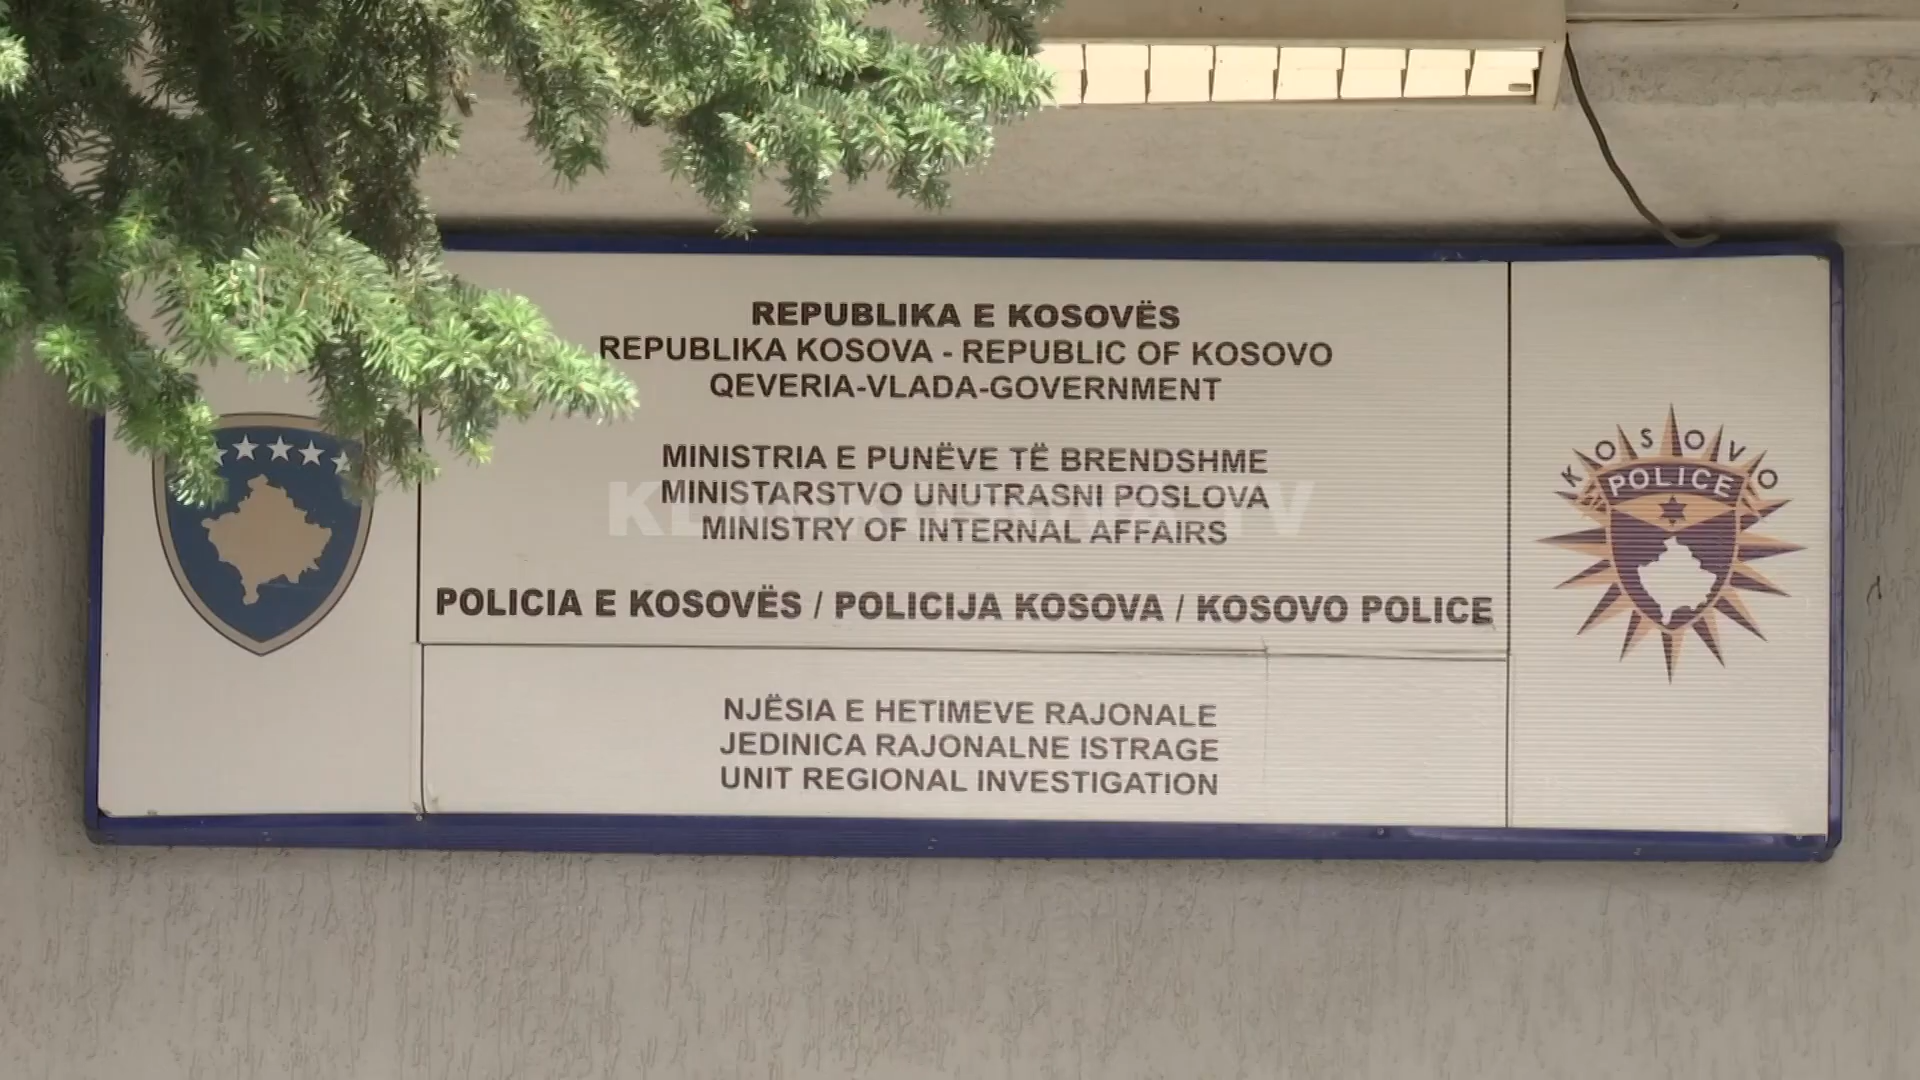 REPUBLIKA E KOSOVËS
REPUBLIKA KOSOVA - REPUBLIC OF KOSOVO
QEVERIA-VLADA-GOVERNMENT
MINISTRIA E PUNËVE TË BRENDSHME
MINISTARSTVO UNUTRASNI POSLOVA
MINISTRY OF INTERNAL AFFAIRS
POLICIA E KOSOVËS / POLICIJA KOSOVA / KOSOVO POLICE
NJËSIA E HETIMEVE RAJONALE
JEDINICA RAJONALNE ISTRAGE
UNIT REGIONAL INVESTIGATION
KOSOVO
POLICE
TV